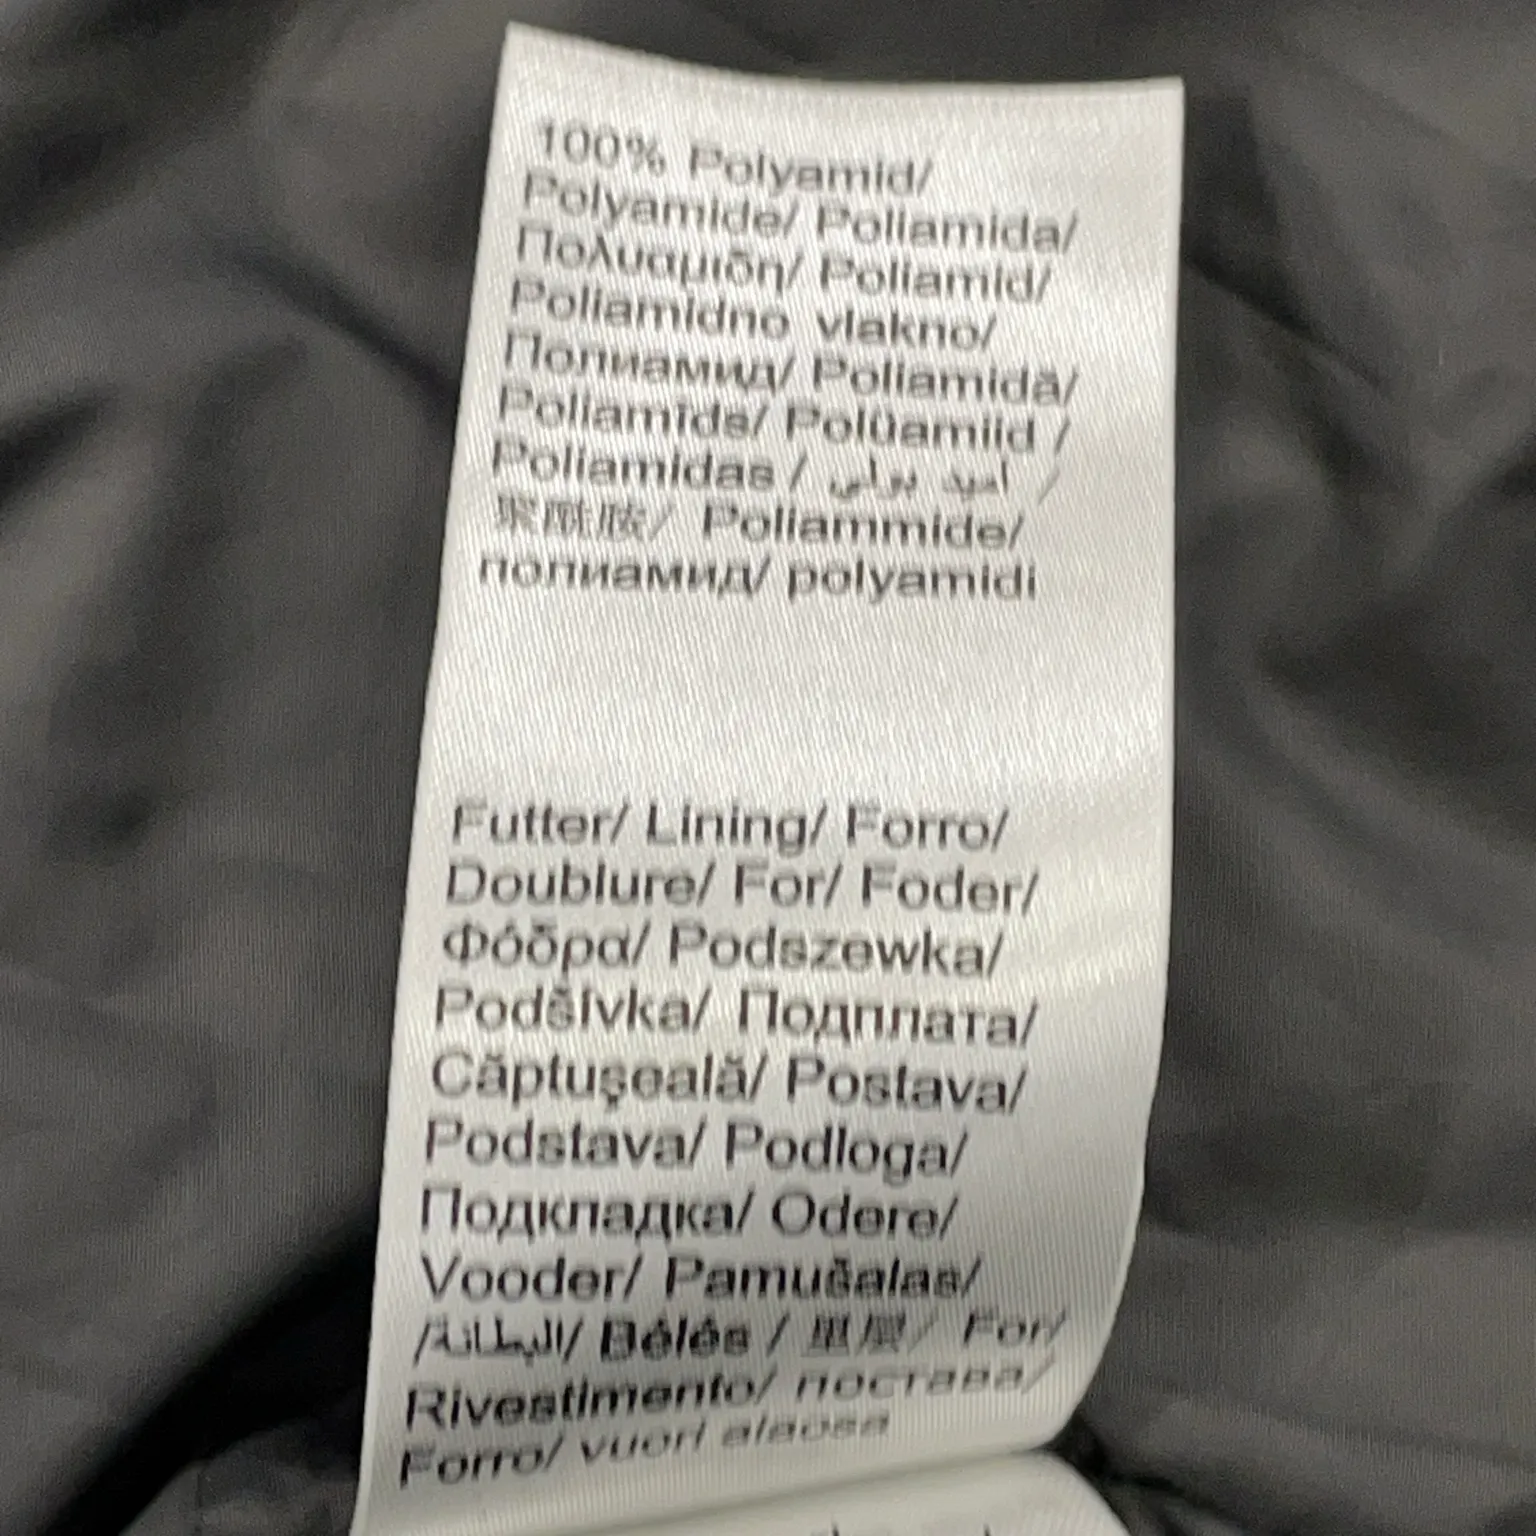 100% Polyamid/
Polyamide/ Poliamida/
Πολυαμιδη/ Poliamid/
Poliamidno vlakno/
Полиамид/ Poliamidă/
Poliamīds/ Polüamiid /
Poliamidas / أميد بولي /
聚酰胺/ Poliammide/
полиамид/ polyamidi
Futter/ Lining/ Forro/
Doublure/ For/ Foder/
Φόδρα/ Podszewka/
Podšívka/ Подплата/
Căptuşeală/ Postava/
Podstava/ Podloga/
Подкладка/ Odere/
Vooder/ Pamušalas/
/البطانة/ Bélés / 里层/ For/
Rivestimento/ постава/
Forro/ vuori alaosa